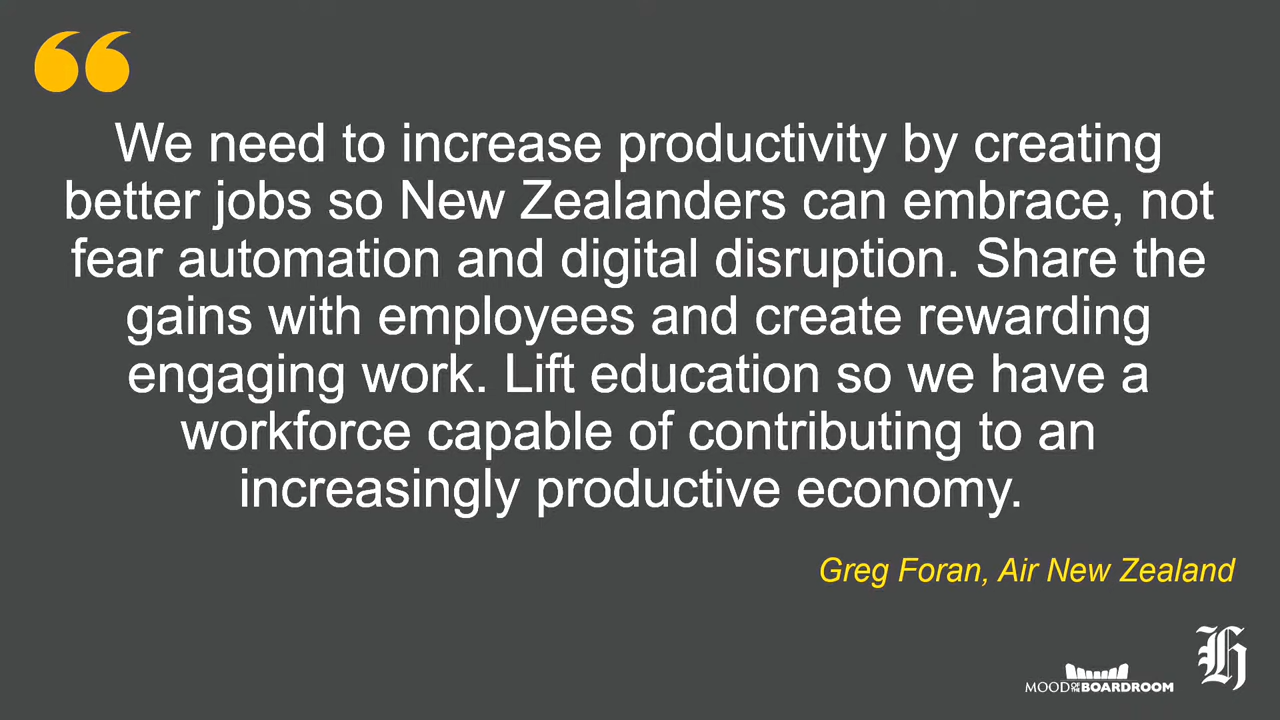 “
We need to increase productivity by creating
better jobs so New Zealanders can embrace, not
fear automation and digital disruption. Share the
gains with employees and create rewarding
engaging work. Lift education so we have a
workforce capable of contributing to an
increasingly productive economy.
Greg Foran, Air New Zealand
MOOD OF THE BOARDROOM
H